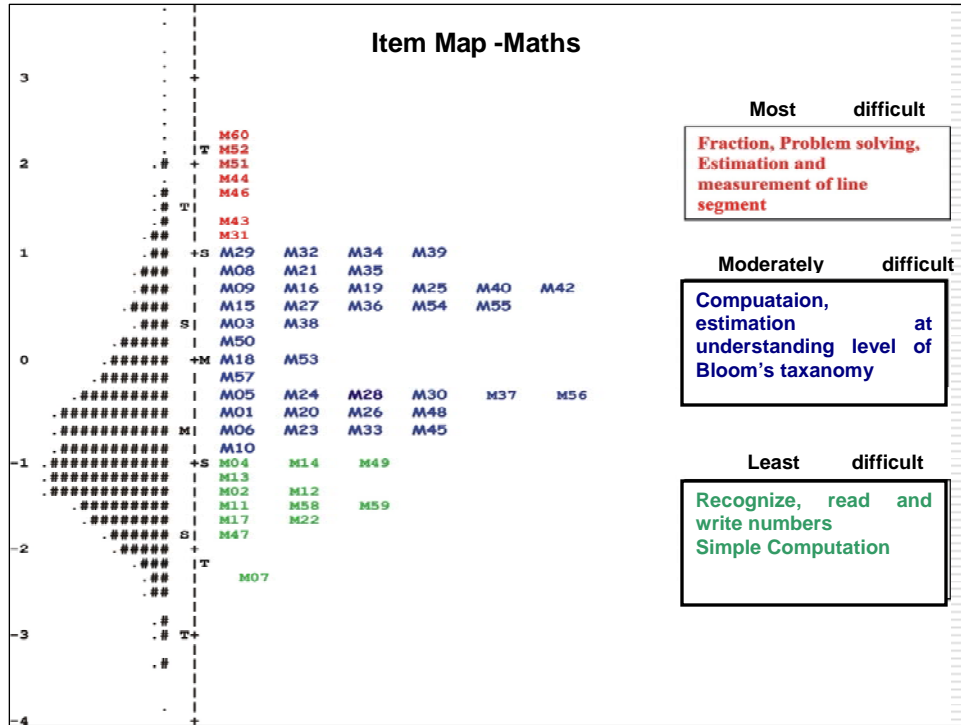 Item Map -Maths
. |
. |
3 . +
. |
. |
. |
. | M60
. |T M52
2 .# + M51
. | M44
.# | M46
.# T|
.# | M43
.## | M31
1 .## +S M29 M32 M34 M39
.### | M08 M21 M35
.### | M09 M16 M19 M25 M40 M42
.#### | M15 M27 M36 M54 M55
.### S| M03 M38
.##### | M50
0 .###### +M M18 M53
.####### | M57
.######### | M05 M24 M28 M30 M37 M56
.########### | M01 M20 M26 M48
.########### M| M06 M23 M33 M45
.########### | M10
-1 .############ +S M04 M14 M49
.############ | M13
.############ | M02 M12
.######### | M11 M58 M59
.######## | M17 M22
.###### S| M47
-2 .##### +
.### |T
.## | M07
.## |
|
.# |
-3 .# T+
|
.# |
|
. |
-4 +
Most difficult
Fraction, Problem solving,
Estimation and
measurement of line
segment
Moderately difficult
Compuataion,
estimation at
understanding level of
Bloom's taxanomy
Least difficult
Recognize, read and
write numbers
Simple Computation